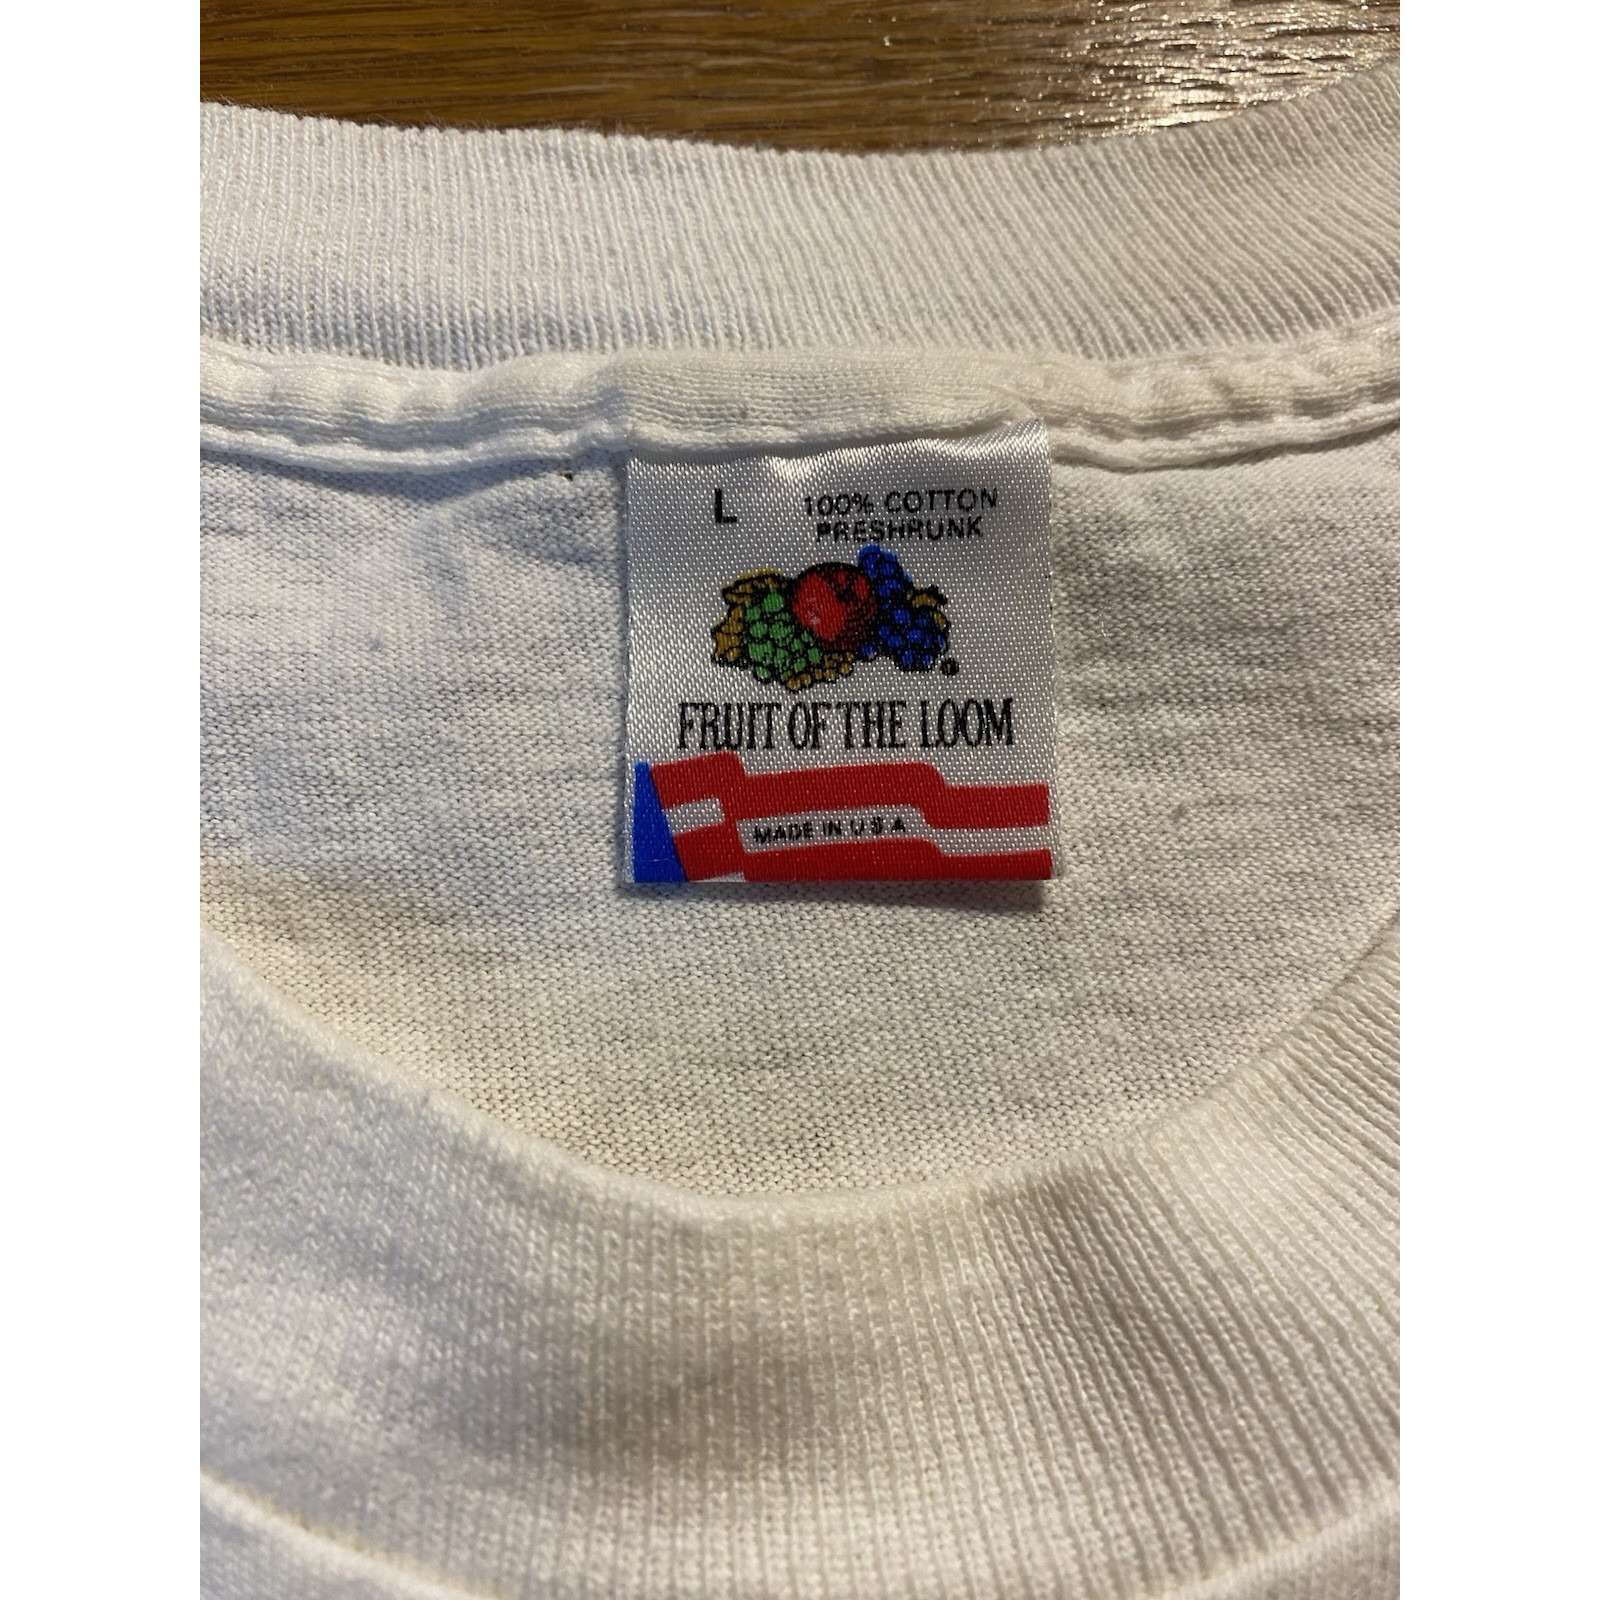 L 100% COTTON
PRESHRUNK
FRUIT OF THE LOOM
MADE IN U S A